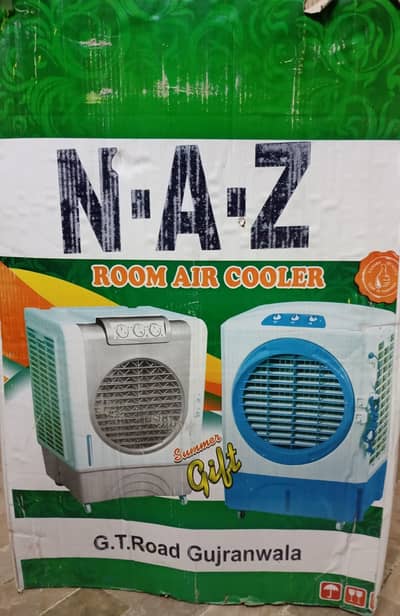 N·A·Z
ROOM AIR COOLER
Summer
Gift
G.T.Road Gujranwala